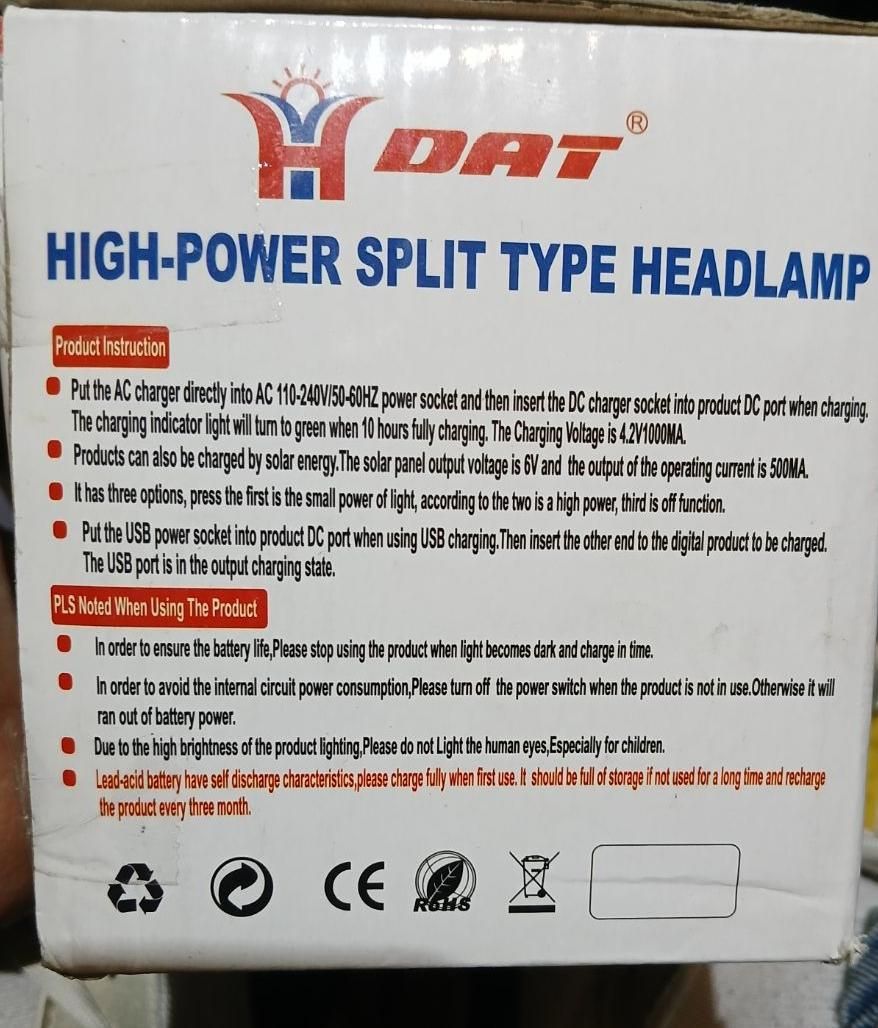 DAT®
HIGH-POWER SPLIT TYPE HEADLAMP
Product Instruction
Put the AC charger directly into AC 110-240V/50-60HZ power socket and then insert the DC charger socket into product DC port when charging.
The charging indicator light will turn to green when 10 hours fully charging. The Charging Voltage is 4.2V1000MA.
Products can also be charged by solar energy.The solar panel output voltage is 6V and the output of the operating current is 500MA.
It has three options, press the first is the small power of light, according to the two is a high power, third is off function.
Put the USB power socket into product DC port when using USB charging.Then insert the other end to the digital product to be charged.
The USB port is in the output charging state.
PLS Noted When Using The Product
In order to ensure the battery life,Please stop using the product when light becomes dark and charge in time.
In order to avoid the internal circuit power consumption,Please turn off the power switch when the product is not in use.Otherwise it will
ran out of battery power.
Due to the high brightness of the product lighting,Please do not Light the human eyes,Especially for children.
Lead-acid battery have self discharge characteristics,please charge fully when first use. It should be full of storage if not used for a long time and recharge
the product every three month.
CE RoHS